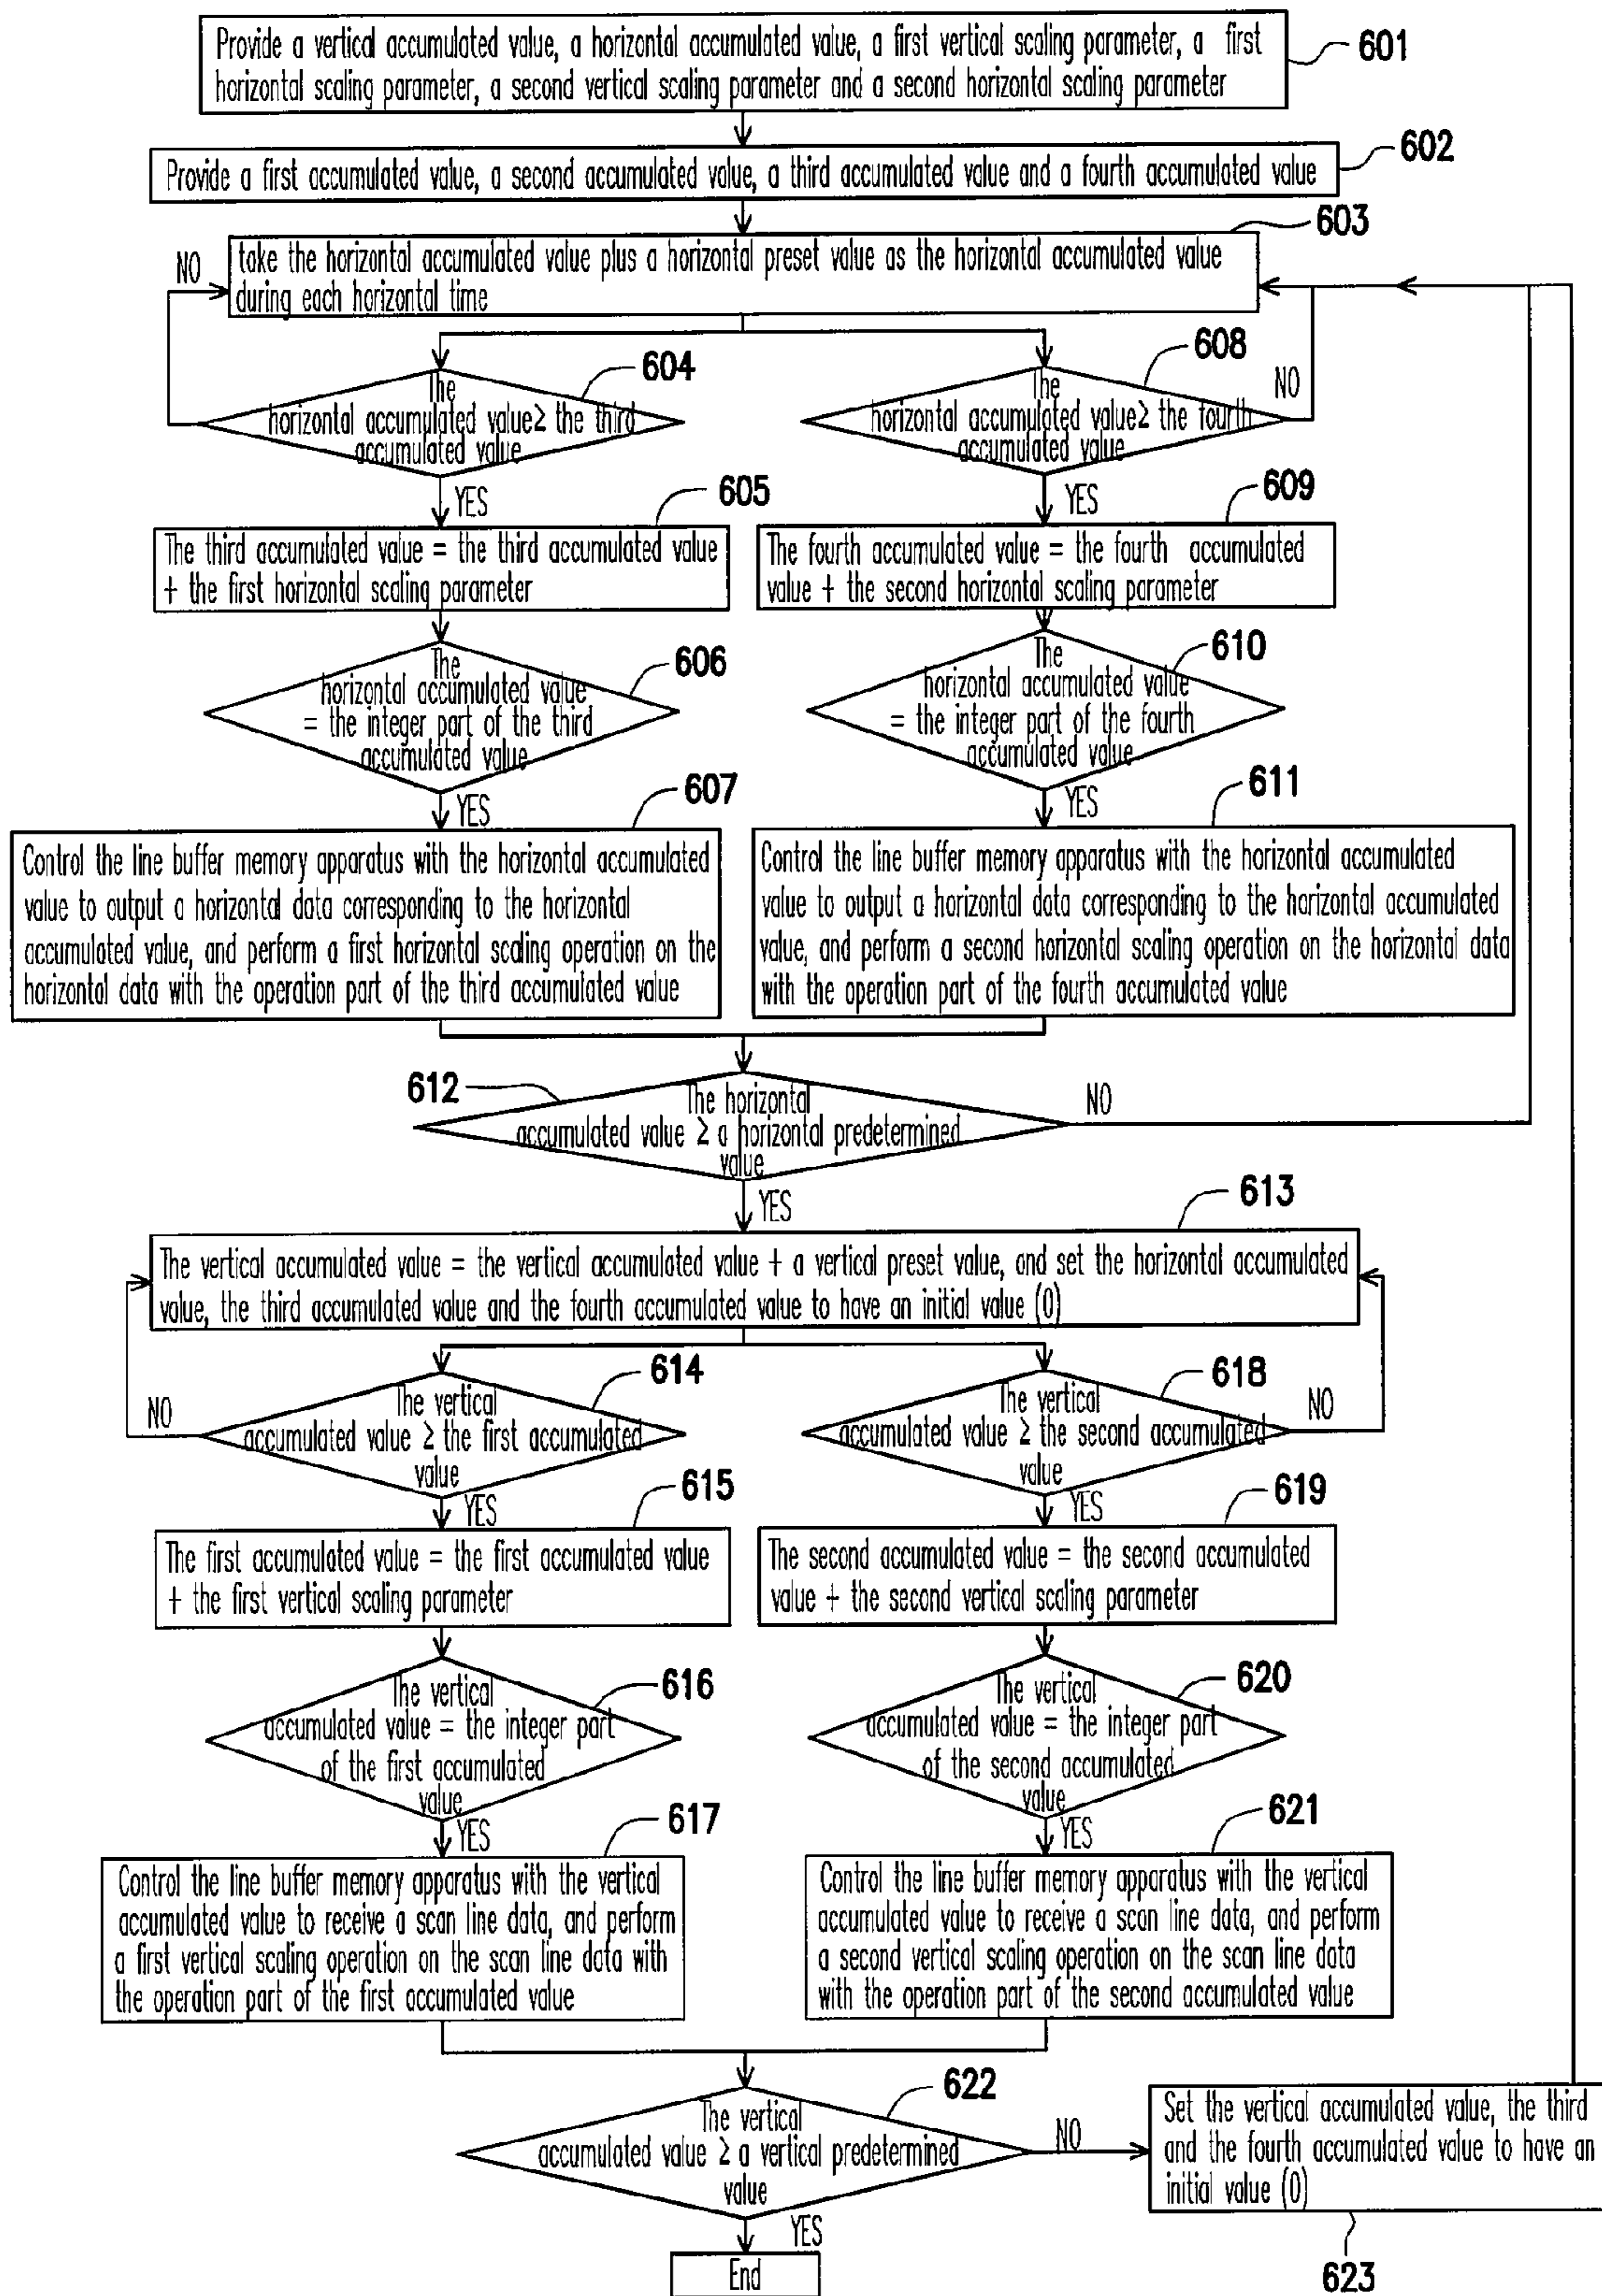 Provide a vertical accumulated value, a horizontal accumulated value, a first vertical scaling parameter, a first
horizontal scaling parameter, a second vertical scaling parameter and a second horizontal scaling parameter
601
Provide a first accumulated value, a second accumulated value, a third accumulated value and a fourth accumulated value
602
603
take the horizontal accumulated value plus a horizontal preset value as the horizontal accumulated value
during each horizontal time
NO
604
The
horizontal accumulated value≥ the third
accumulated value
YES
608
NO
The
horizontal accumulated value≥ the fourth
accumulated value
YES
605
The third accumulated value = the third accumulated value
+ the first horizontal scaling parameter
609
The fourth accumulated value = the fourth accumulated
value + the second horizontal scaling parameter
606
The
horizontal accumulated value
= the integer part of the third
accumulated value
YES
610
The
horizontal accumulated value
= the integer part of the fourth
accumulated value
YES
607
Control the line buffer memory apparatus with the horizontal accumulated
value to output a horizontal data corresponding to the horizontal
accumulated value, and perform a first horizontal scaling operation on the
horizontal data with the operation part of the third accumulated value
611
Control the line buffer memory apparatus with the horizontal accumulated
value to output a horizontal data corresponding to the horizontal accumulated
value, and perform a second horizontal scaling operation on the horizontal data
with the operation part of the fourth accumulated value
612
The horizontal
accumulated value ≥ a horizontal predetermined
value
NO
YES
613
The vertical accumulated value = the vertical accumulated value + a vertical preset value, and set the horizontal accumulated
value, the third accumulated value and the fourth accumulated value to have an initial value (0)
614
NO
The vertical
accumulated value ≥ the first accumulated
value
YES
618
NO
The vertical
accumulated value ≥ the second accumulated
value
YES
615
The first accumulated value = the first accumulated value
+ the first vertical scaling parameter
619
The second accumulated value = the second accumulated
value + the second vertical scaling parameter
616
The vertical
accumulated value = the integer part
of the first accumulated
value
YES
620
The vertical
accumulated value = the integer part
of the second accumulated
value
YES
617
Control the line buffer memory apparatus with the vertical
accumulated value to receive a scan line data, and perform
a first vertical scaling operation on the scan line data with
the operation part of the first accumulated value
621
Control the line buffer memory apparatus with the vertical
accumulated value to receive a scan line data, and perform
a second vertical scaling operation on the scan line data
with the operation part of the second accumulated value
622
The vertical
accumulated value ≥ a vertical predetermined
value
NO
YES
Set the vertical accumulated value, the third
and the fourth accumulated value to have an
initial value (0)
623
End